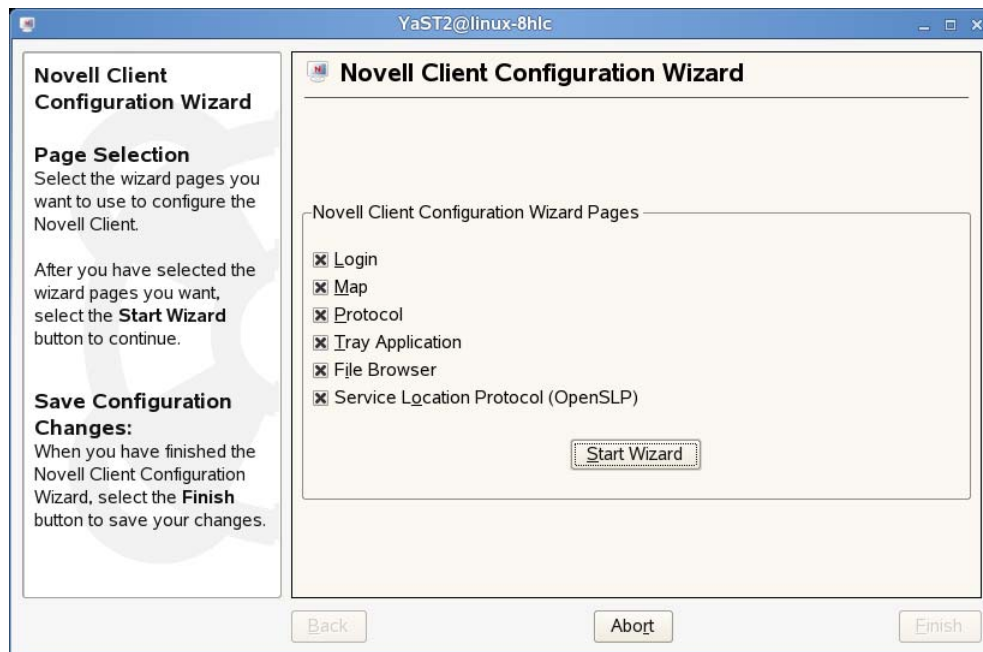 YaST2@linux-8hlc
Novell Client
Configuration Wizard
Page Selection
Select the wizard pages you
want to use to configure the
Novell Client.
After you have selected the
wizard pages you want,
select the Start Wizard
button to continue.
Save Configuration
Changes:
When you have finished the
Novell Client Configuration
Wizard, select the Finish
button to save your changes.
Novell Client Configuration Wizard
Novell Client Configuration Wizard Pages
Login
Map
Protocol
Tray Application
File Browser
Service Location Protocol (OpenSLP)
Start Wizard
Back
Abort
Finish